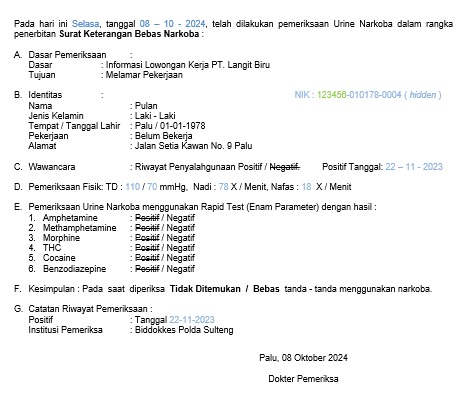 Pada hari ini Selasa, tanggal 08 – 10 - 2024, telah dilakukan pemeriksaan Urine Narkoba dalam rangka
penerbitan Surat Keterangan Bebas Narkoba :
A. Dasar Pemeriksaan :
Dasar : Informasi Lowongan Kerja PT. Langit Biru
Tujuan : Melamar Pekerjaan
B. Identitas : NIK : 123456-010178-0004 ( hidden )
Nama : Pulan
Jenis Kelamin : Laki - Laki
Tempat / Tanggal Lahir : Palu / 01-01-1978
Pekerjaan : Belum Bekerja
Alamat : Jalan Setia Kawan No. 9 Palu
C. Wawancara : Riwayat Penyalahgunaan Positif / Negatif. Positif Tanggal: 22 – 11 - 2023
D. Pemeriksaan Fisik: TD : 110 / 70 mmHg, Nadi : 78 X / Menit, Nafas : 18 X / Menit
E. Pemeriksaan Urine Narkoba menggunakan Rapid Test (Enam Parameter) dengan hasil :
1. Amphetamine : Positif / Negatif
2. Methamphetamine : Positif / Negatif
3. Morphine : Positif / Negatif
4. THC : Positif / Negatif
5. Cocaine : Positif / Negatif
6. Benzodiazepine : Positif / Negatif
F. Kesimpulan : Pada saat diperiksa Tidak Ditemukan / Bebas tanda - tanda menggunakan narkoba.
G. Catatan Riwayat Pemeriksaan :
Positif : Tanggal 22-11-2023
Institusi Pemeriksa : Biddokkes Polda Sulteng
Palu, 08 Oktober 2024
Dokter Pemeriksa